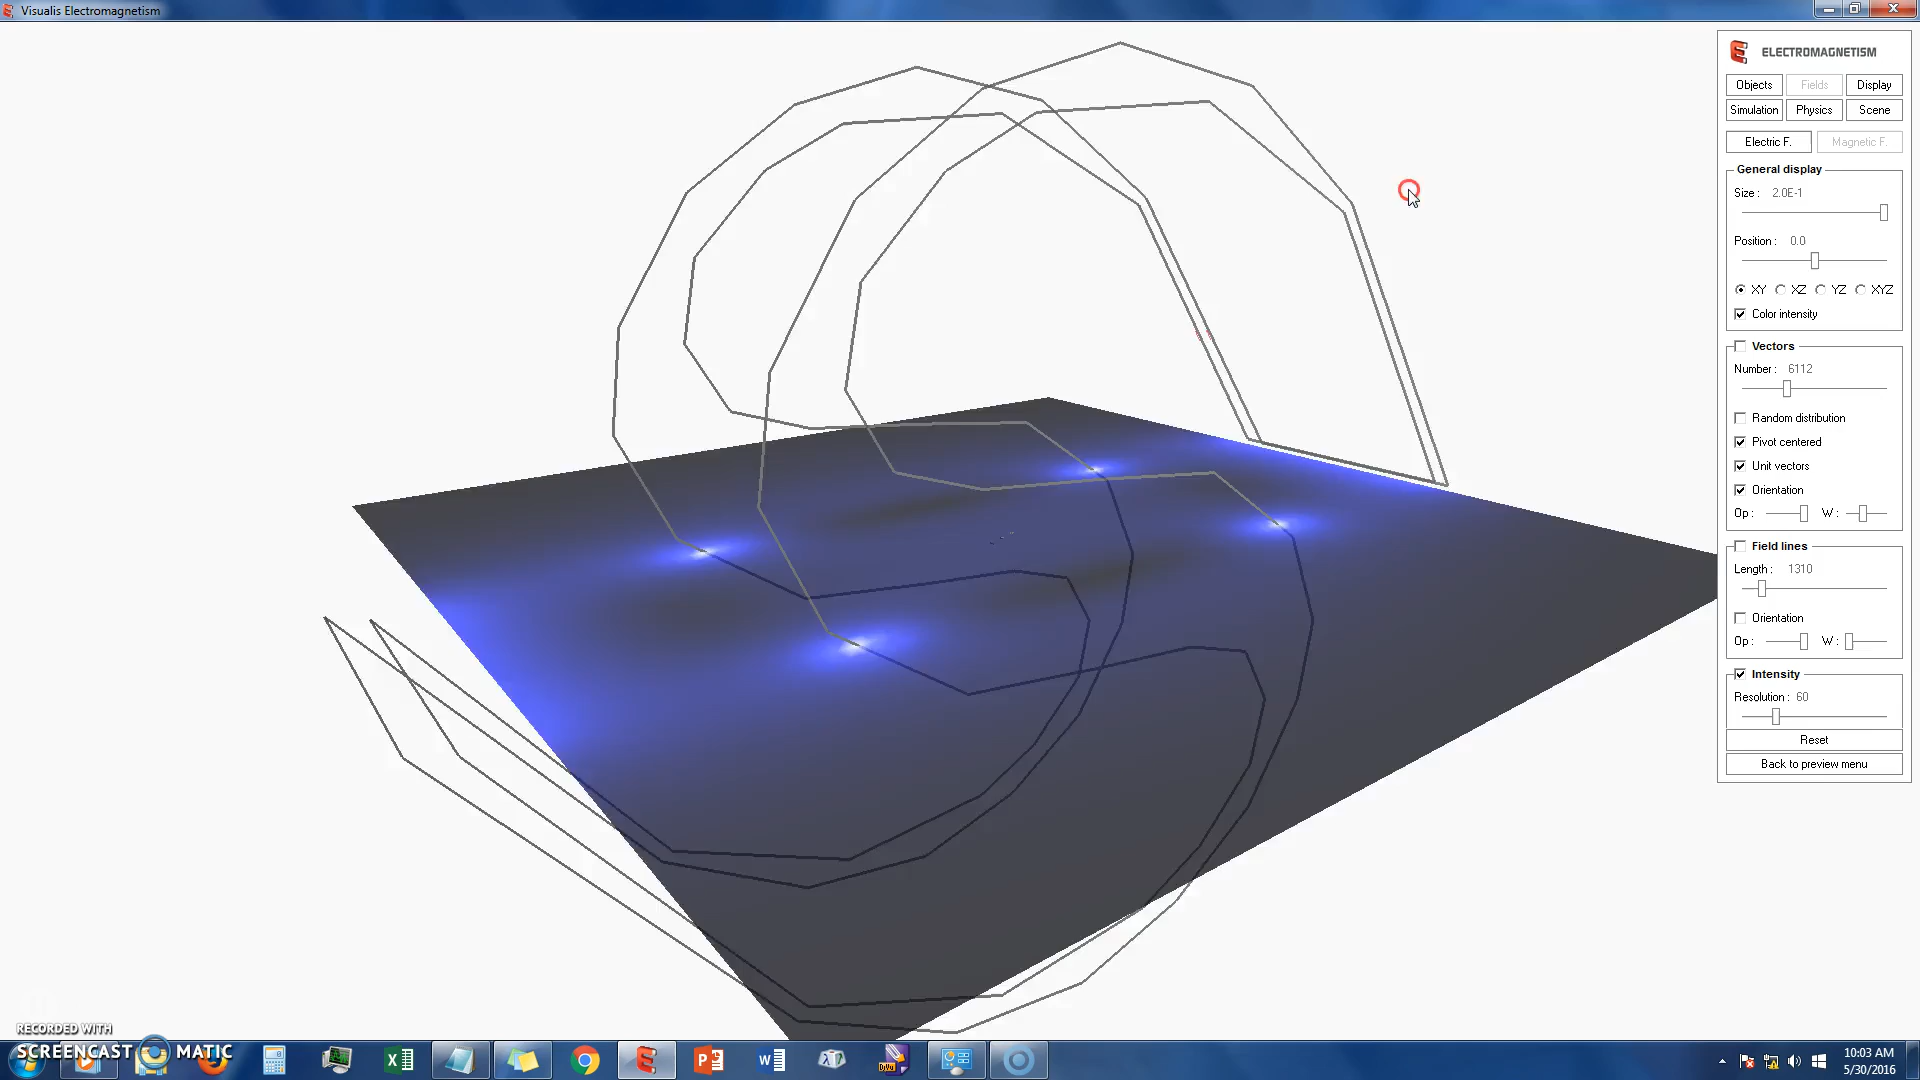 Visualis Electromagnetism
ELECTROMAGNETISM
Objects Fields Display
Simulation Physics Scene
Electric F. Magnetic F.
General display
Size : 2.0E-1
Position : 0.0
XY XZ YZ XYZ
Color intensity
Vectors
Number : 6112
Random distribution
Pivot centered
Unit vectors
Orientation
Op : W :
Field lines
Length : 1310
Orientation
Op : W :
Intensity
Resolution : 60
Reset
Back to preview menu
RECORDED WITH
SCREENCAST MATIC
10:03 AM
5/30/2016